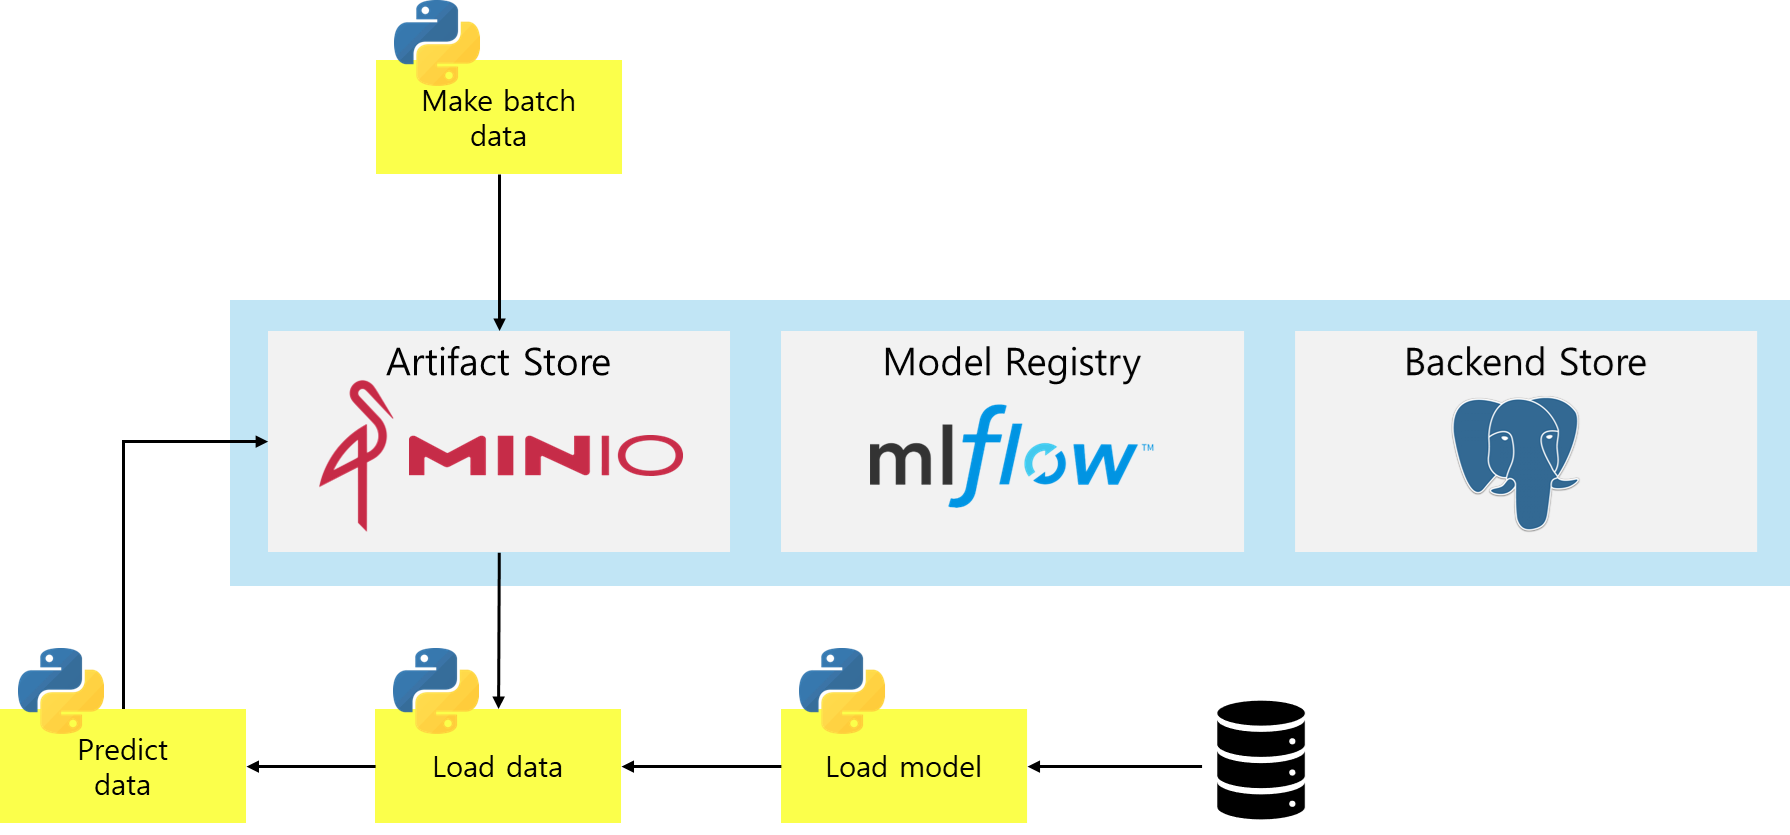 Make batch
data
Artifact Store
Model Registry
Backend Store
MINIO
mlflow™
Predict
data
Load data
Load model